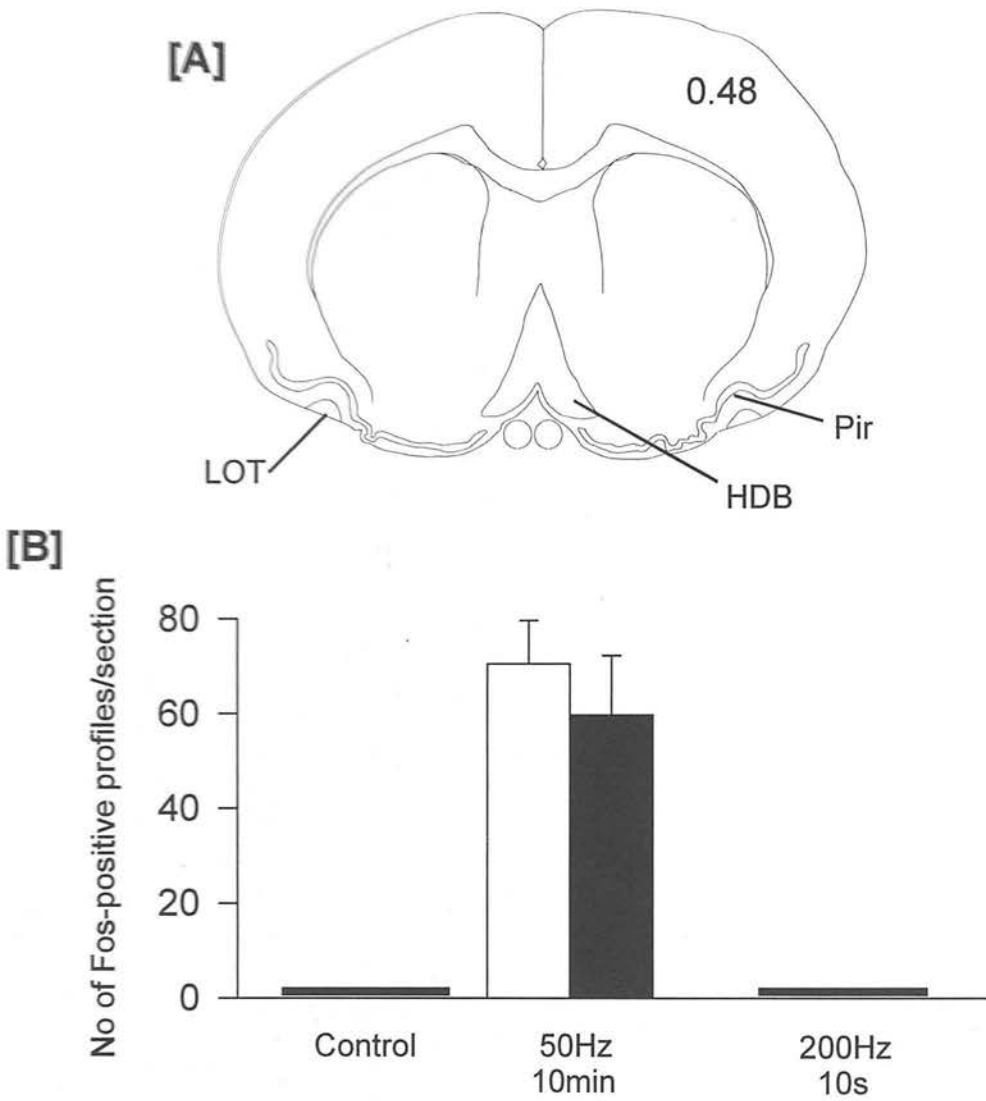 [A]
0.48
Pir
LOT
HDB
[B]
No of Fos-positive profiles/section
80
60
40
20
0
Control
50Hz
10min
200Hz
10s